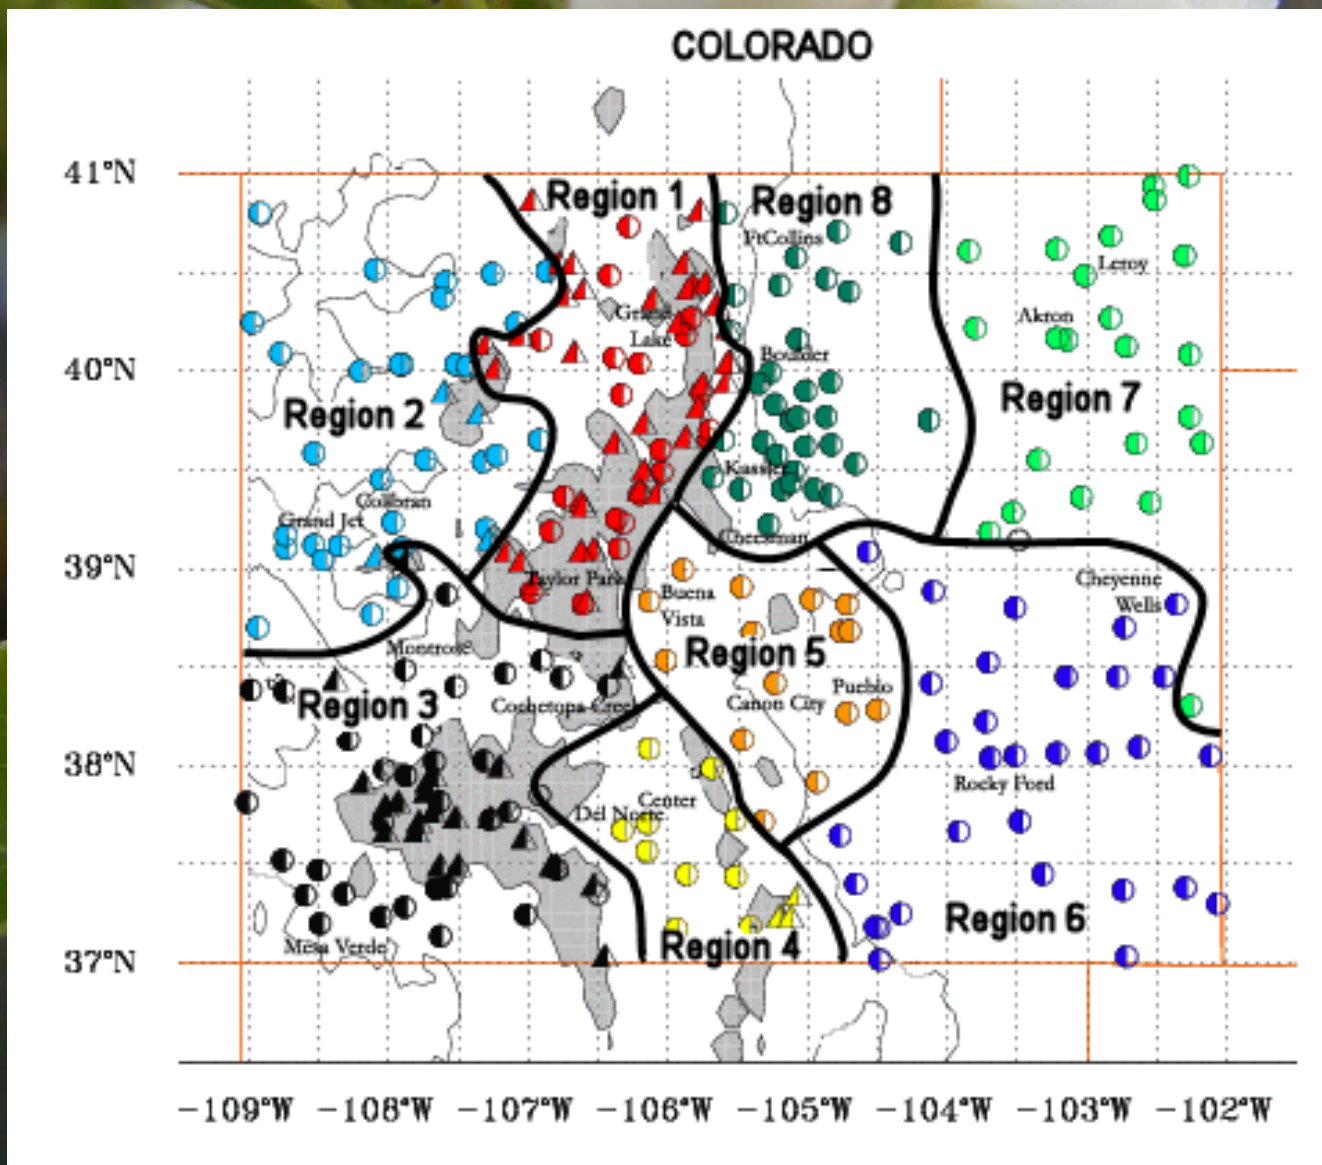 COLORADO
41°N
Region 1
Region 8
FtCollins
Leroy
Grand
Lake
Akron
Boulder
40°N
Region 2
Region 7
Kassler
Collbran
Grand Jct
Cheesman
39°N
Taylor Park
Buena
Vista
Cheyenne
Wells
Montrose
Region 5
Region 3
Pueblo
Cochetopa Creek
Canon City
38°N
Rocky Ford
Center
Del Norte
Region 6
Mesa Verde
Region 4
37°N
-109°W -108°W -107°W -106°W -105°W -104°W -103°W -102°W